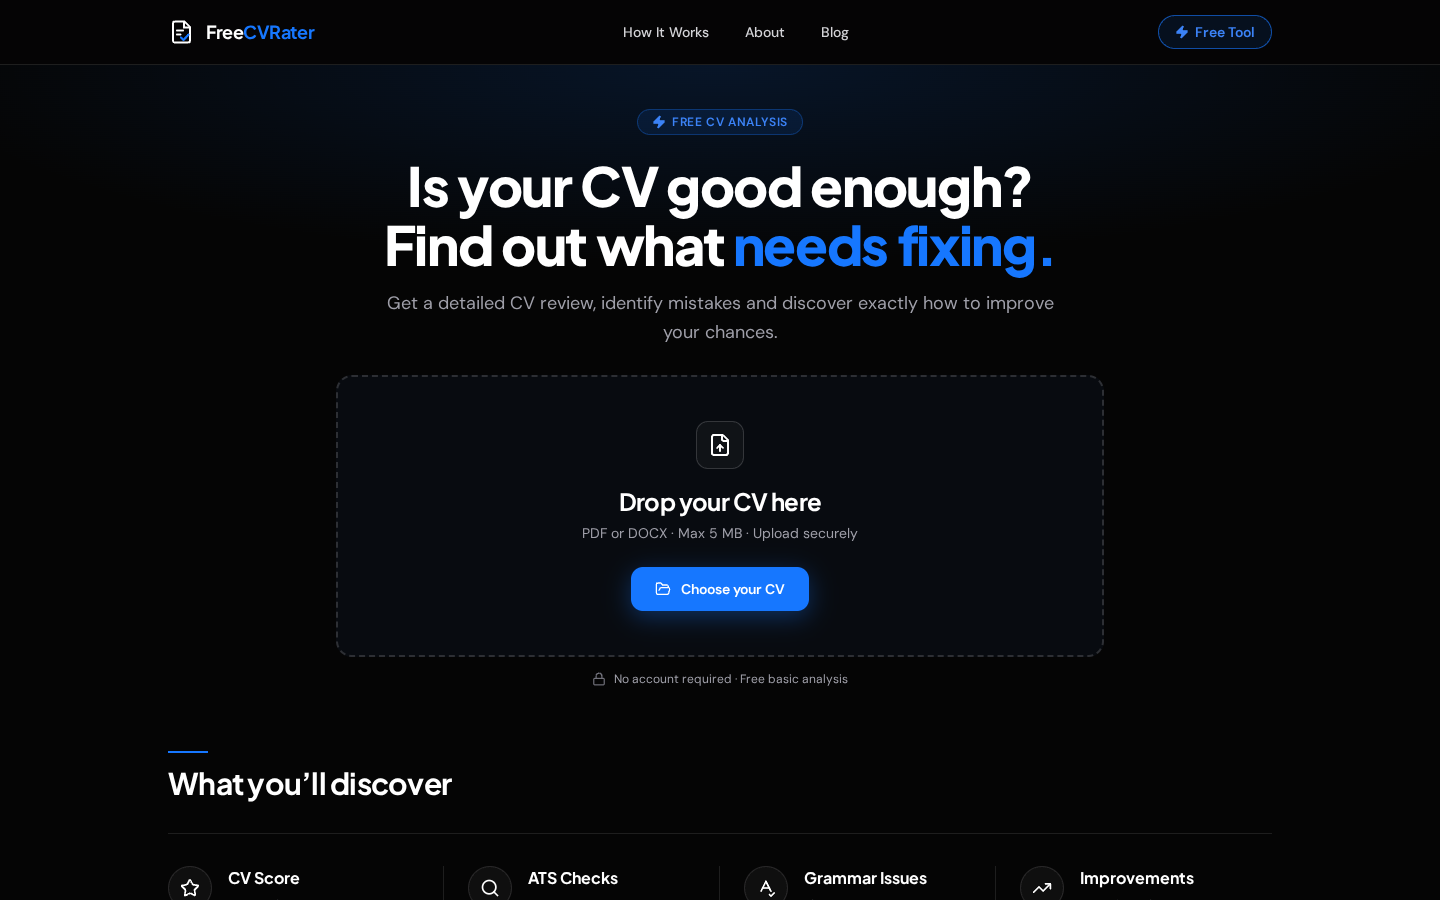 FreeCVRater
How It Works
About
Blog
Free Tool
FREE CV ANALYSIS
Is your CV good enough?
Find out what needs fixing.
Get a detailed CV review, identify mistakes and discover exactly how to improve
your chances.
Drop your CV here
PDF or DOCX · Max 5 MB · Upload securely
Choose your CV
No account required · Free basic analysis
What you’ll discover
CV Score
ATS Checks
Grammar Issues
Improvements